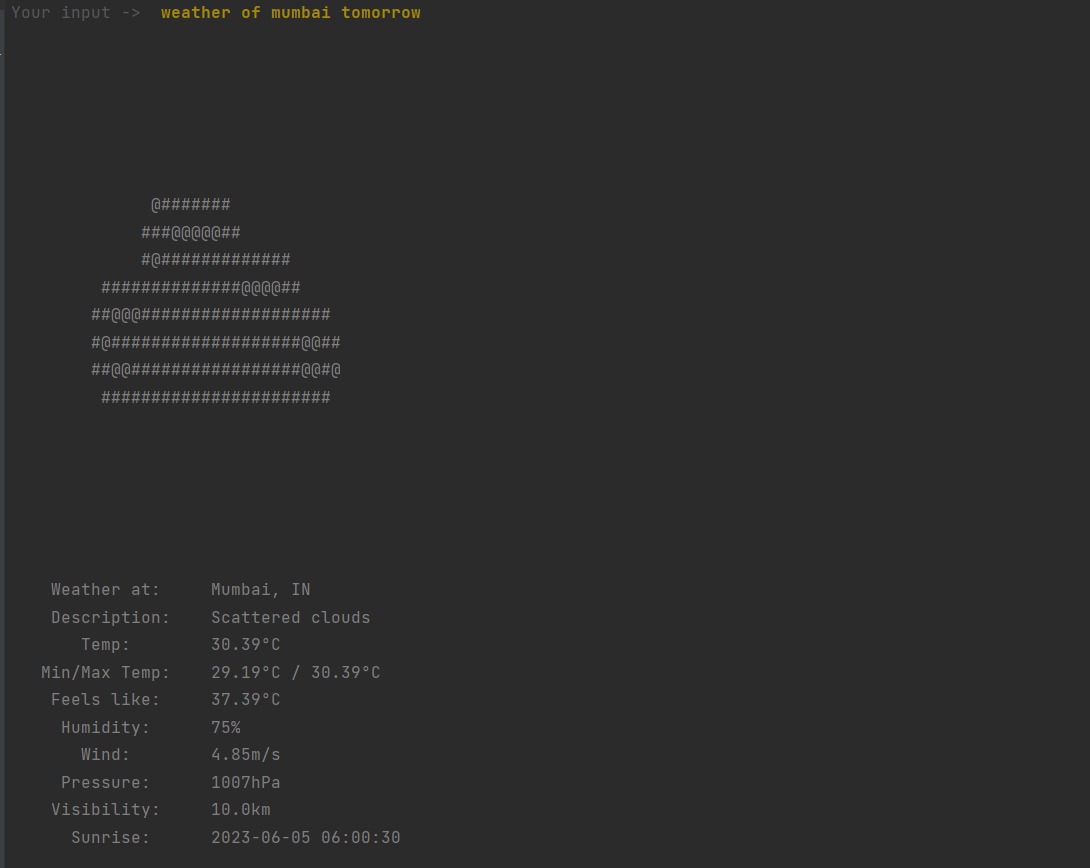 Your input -> weather of mumbai tomorrow
@#######
###@@@@@##
#@#############
##############@@@@##
##@@@###################
#@###################@@##
##@@#################@@#@
#######################
Weather at: Mumbai, IN
Description: Scattered clouds
Temp: 30.39°C
Min/Max Temp: 29.19°C / 30.39°C
Feels like: 37.39°C
Humidity: 75%
Wind: 4.85m/s
Pressure: 1007hPa
Visibility: 10.0km
Sunrise: 2023-06-05 06:00:30